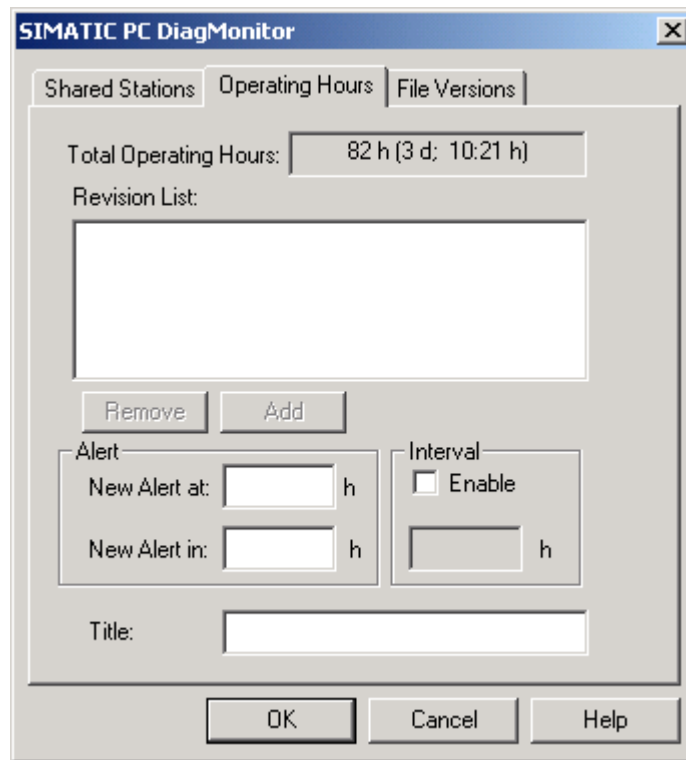 SIMATIC PC DiagMonitor
Shared Stations Operating Hours File Versions
Total Operating Hours: 82 h (3 d; 10:21 h)
Revision List:
Remove Add
Alert Interval
New Alert at: h Enable
New Alert in: h h
Title:
OK Cancel Help